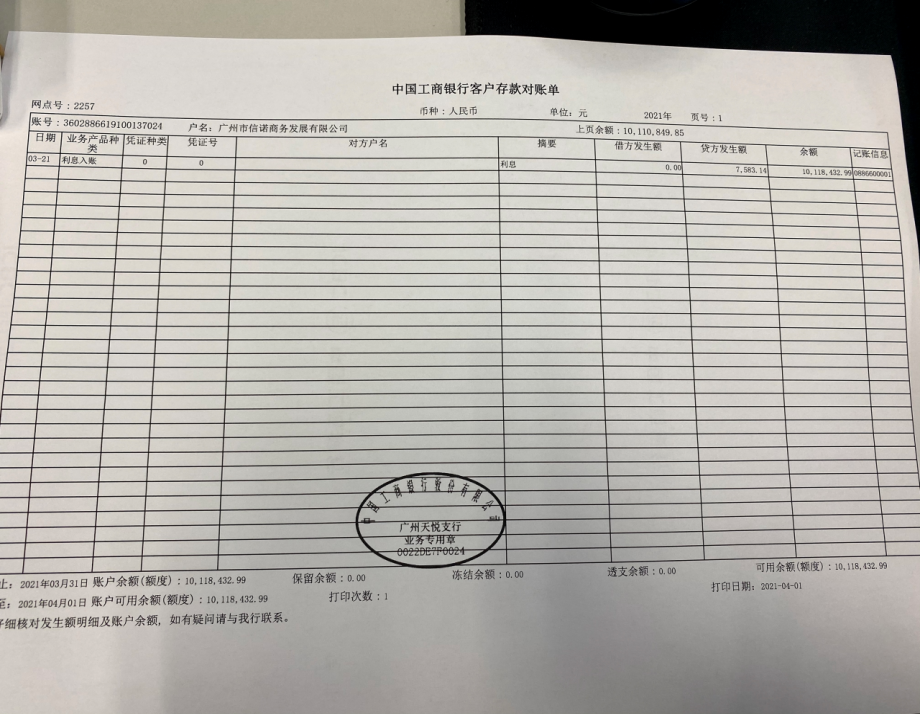 中国工商银行客户存款对账单
网点号：2257 币种：人民币 单位：元 2021年 页号：1
账号：3602886619100137024 户名：广州市信诺商务发展有限公司 上页余额：10,110,849.85
日期 业务产品种类 凭证种类 凭证号 对方户名 摘要 借方发生额 贷方发生额 余额 记账信息
03-21 利息入账 0 0 利息 0.00 7,583.14 10,118,432.99 0886600001
中国工商银行股份有限公司
广州天悦支行
业务专用章
0022DE7P0024
止：2021年03月31日 账户余额(额度)：10,118,432.99 保留余额：0.00 冻结余额：0.00 透支余额：0.00 可用余额(额度)：10,118,432.99
至：2021年04月01日 账户可用余额(额度)：10,118,432.99 打印次数：1 打印日期：2021-04-01
仔细核对发生额明细及账户余额，如有疑问请与我行联系。